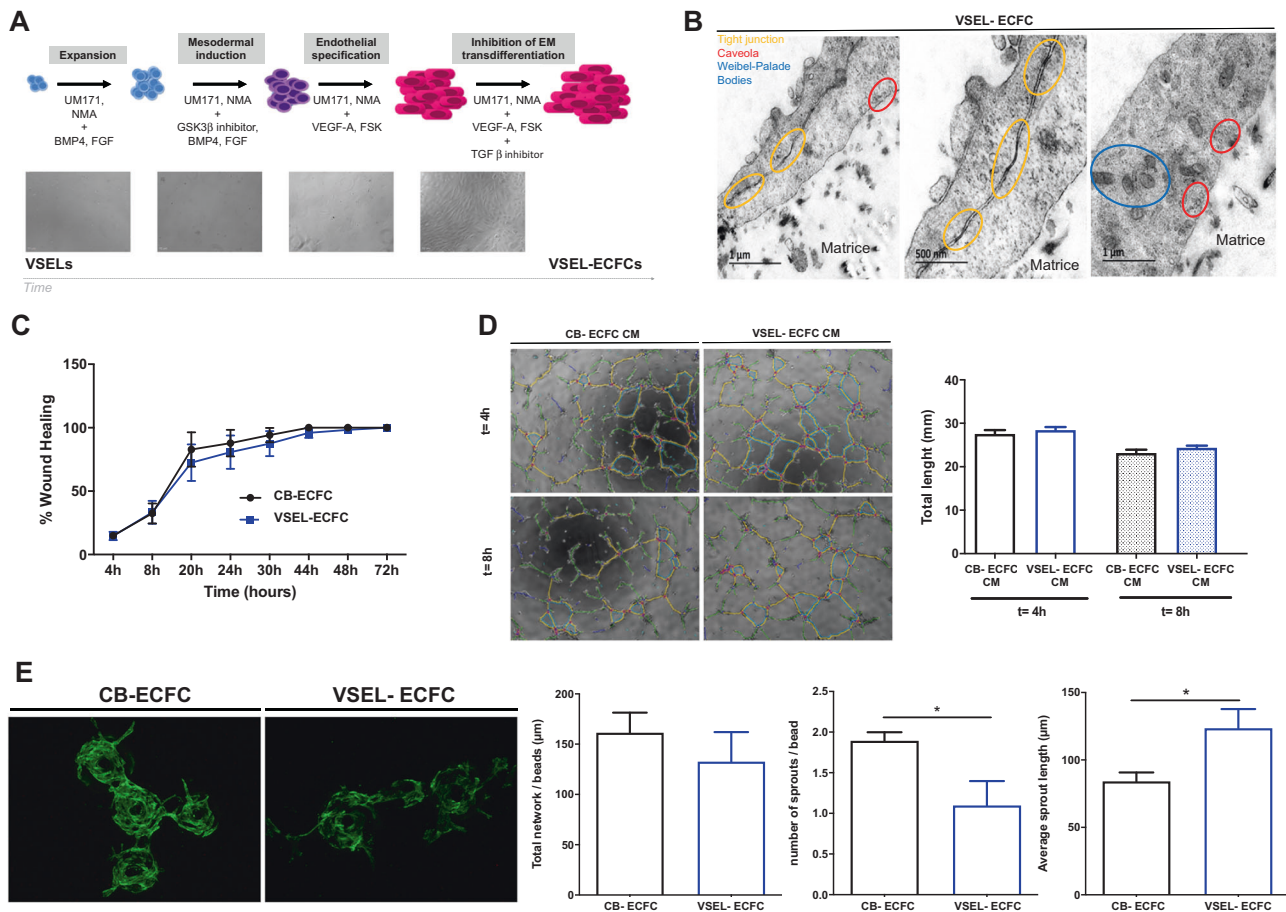 A
Expansion
Mesodermal
induction
Endothelial
specification
Inhibition of EM
transdifferentiation
UM171,
NMA
+
BMP4, FGF
UM171, NMA
+
GSK3β inhibitor,
BMP4, FGF
UM171, NMA
+
VEGF-A, FSK
UM171, NMA
+
VEGF-A, FSK
+
TGF β inhibitor
VSELs
VSEL-ECFCs
Time
B
VSEL- ECFC
Tight junction
Caveola
Weibel-Palade
Bodies
Matrice
1 µm
500 nm
Matrice
1 µm
Matrice
C
% Wound Healing
150
100
50
0
CB-ECFC
VSEL-ECFC
4h 8h 20h 24h 30h 44h 48h 72h
Time (hours)
D
CB- ECFC CM
VSEL- ECFC CM
t= 4h
t= 8h
Total lenght (mm)
40
30
20
10
0
CB- ECFC
CM
VSEL- ECFC
CM
CB- ECFC
CM
VSEL- ECFC
CM
t= 4h
t= 8h
E
CB-ECFC
VSEL- ECFC
Total network / beads (µm)
200
150
100
50
0
CB- ECFC
VSEL- ECFC
number of sprouts / bead
2.5
2.0
1.5
1.0
0.5
0.0
*
CB- ECFC
VSEL- ECFC
Average sprout length (µm)
150
100
50
0
*
CB- ECFC
VSEL- ECFC